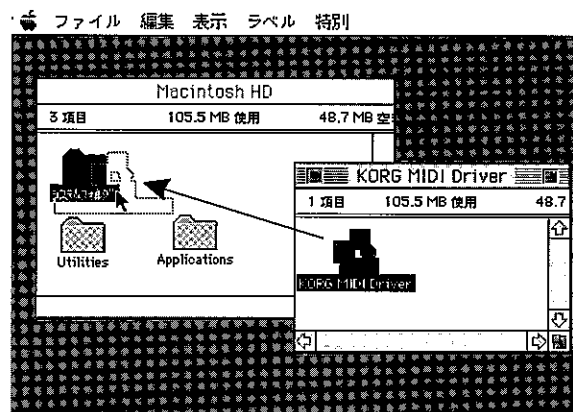 ファイル 編集 表示 ラベル 特別
Macintosh HD
3 項目 105.5 MB 使用 48.7 MB 空
Utilities
Applications
KORG MIDI Driver
1 項目 105.5 MB 使用 48.7
KORG MIDI Driver